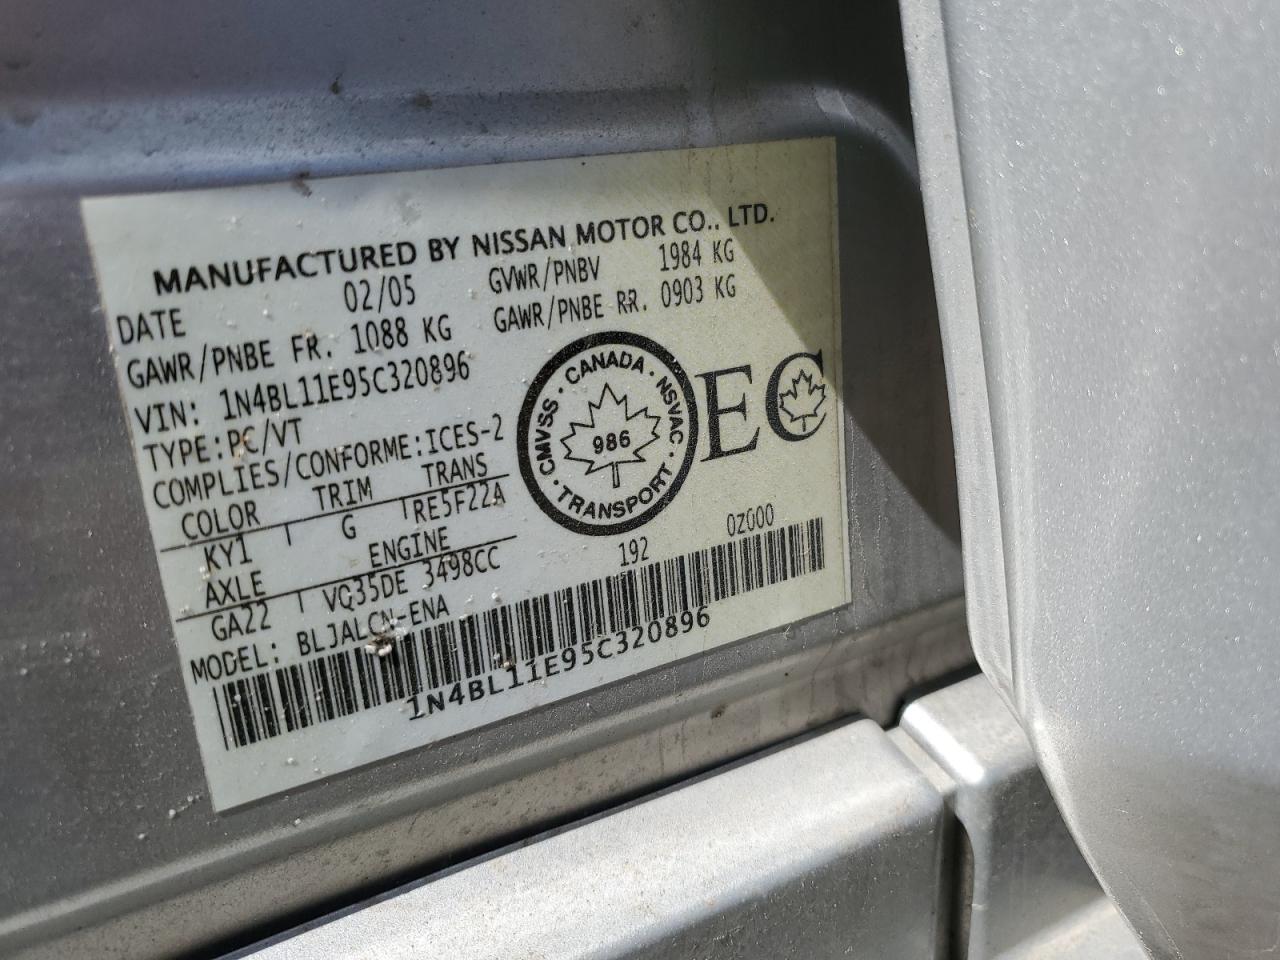 MANUFACTURED BY NISSAN MOTOR CO., LTD.
DATE 02/05 GVWR/PNBV 1984 KG
GAWR/PNBE FR. 1088 KG GAWR/PNBE RR. 0903 KG
VIN: 1N4BL11E95C320896
TYPE: PC/VT
COMPLIES/CONFORME: ICES-2
COLOR TRIM TRANS
KY1 G RE5F22A
AXLE ENGINE
GA22 VQ35DE 3498CC
MODEL: BLJALCN-ENA
192 0Z000
CMVSS · CANADA · NSVAC · TRANSPORT ·
986
EC
1N4BL11E95C320896